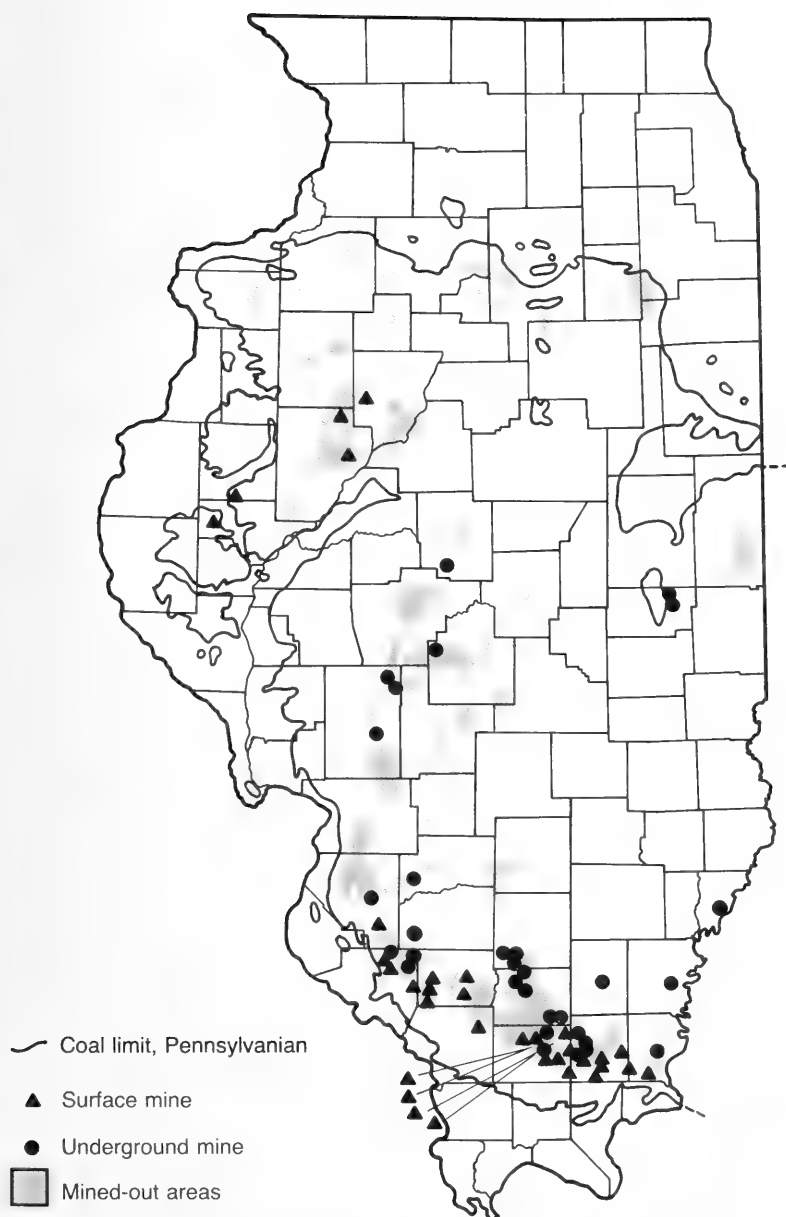 Coal limit, Pennsylvanian
Surface mine
Underground mine
Mined-out areas